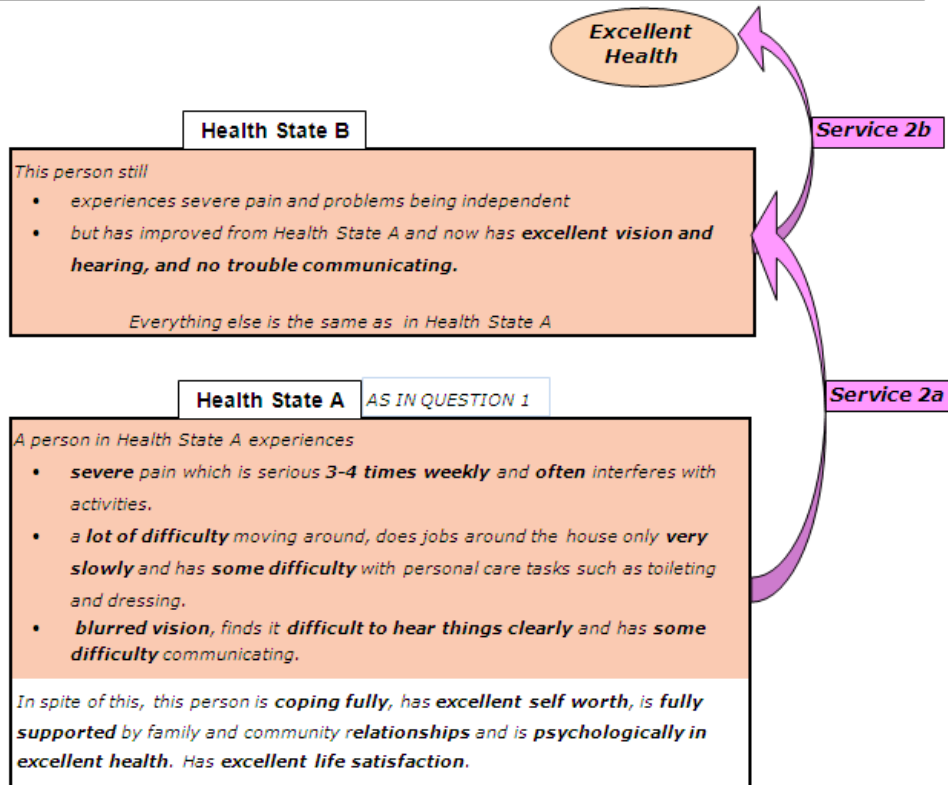 Excellent
Health
Service 2b
Health State B
This person still
• experiences severe pain and problems being independent
• but has improved from Health State A and now has excellent vision and
hearing, and no trouble communicating.
Everything else is the same as in Health State A
Service 2a
Health State A AS IN QUESTION 1
A person in Health State A experiences
• severe pain which is serious 3-4 times weekly and often interferes with
activities.
• a lot of difficulty moving around, does jobs around the house only very
slowly and has some difficulty with personal care tasks such as toileting
and dressing.
• blurred vision, finds it difficult to hear things clearly and has some
difficulty communicating.
In spite of this, this person is coping fully, has excellent self worth, is fully
supported by family and community relationships and is psychologically in
excellent health. Has excellent life satisfaction.